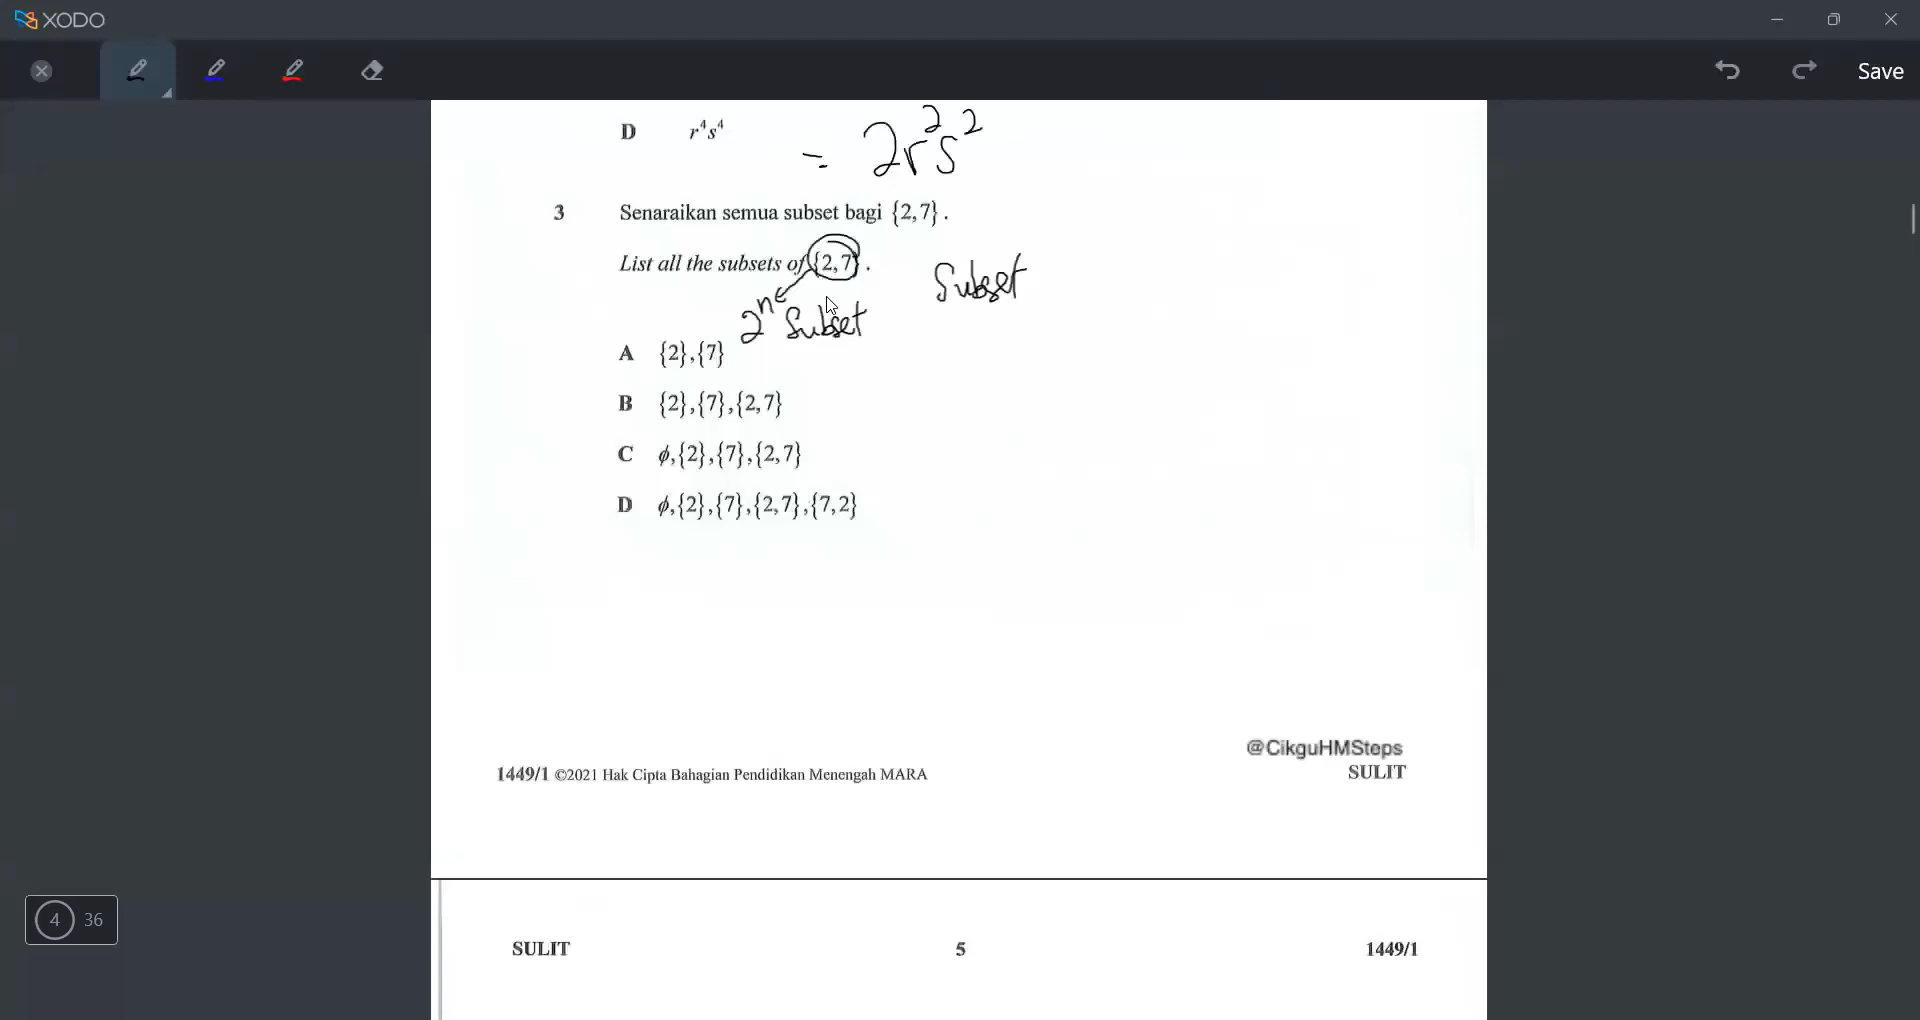 XODO
Save
D r⁴s⁴
= 2r²s²
3 Senaraikan semua subset bagi {2,7}.
List all the subsets of {2,7}.
Subset
2ⁿ Subset
A {2},{7}
B {2},{7},{2,7}
C ϕ,{2},{7},{2,7}
D ϕ,{2},{7},{2,7},{7,2}
@CikguHMSteps
1449/1 ©2021 Hak Cipta Bahagian Pendidikan Menengah MARA
SULIT
4 36
SULIT 5 1449/1